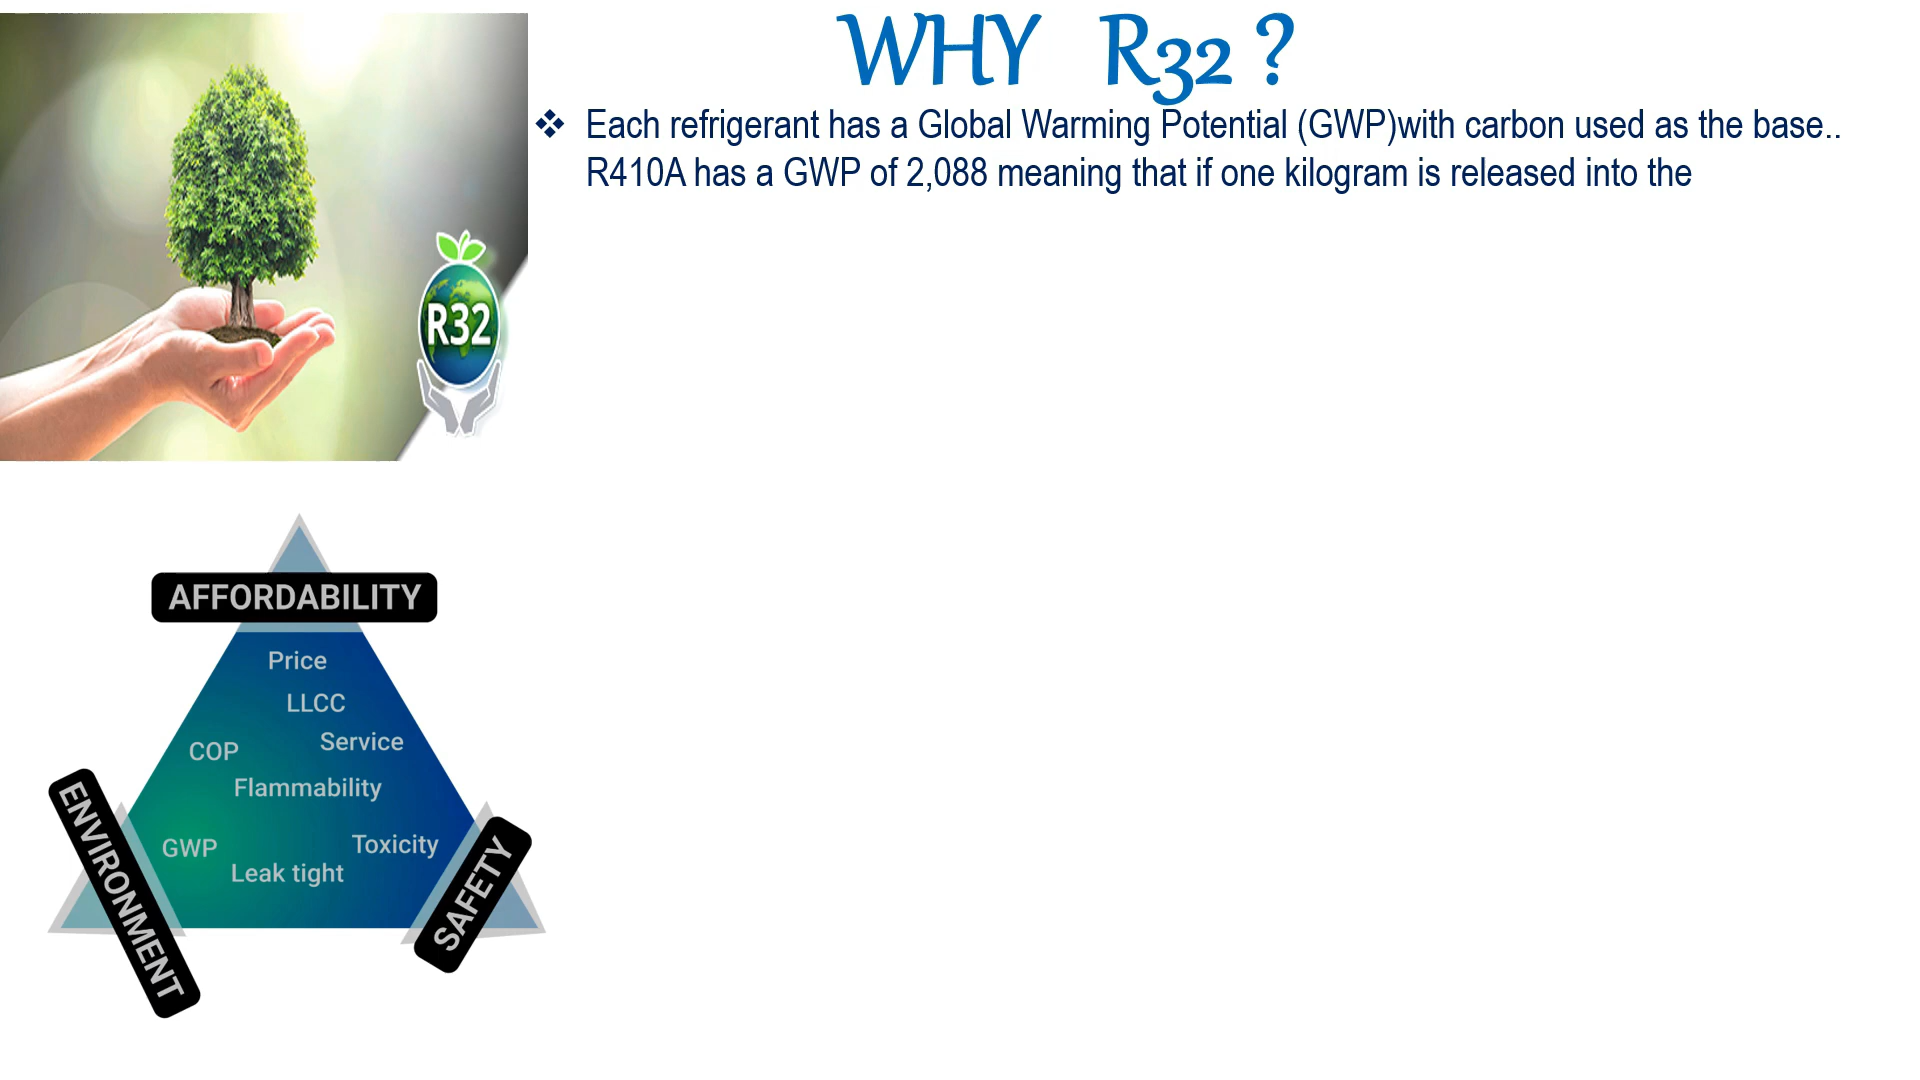 WHY R32 ?
❖ Each refrigerant has a Global Warming Potential (GWP)with carbon used as the base..
R410A has a GWP of 2,088 meaning that if one kilogram is released into the
R32
AFFORDABILITY
Price
LLCC
Service
COP
Flammability
GWP
Toxicity
Leak tight
ENVIRONMENT
SAFETY